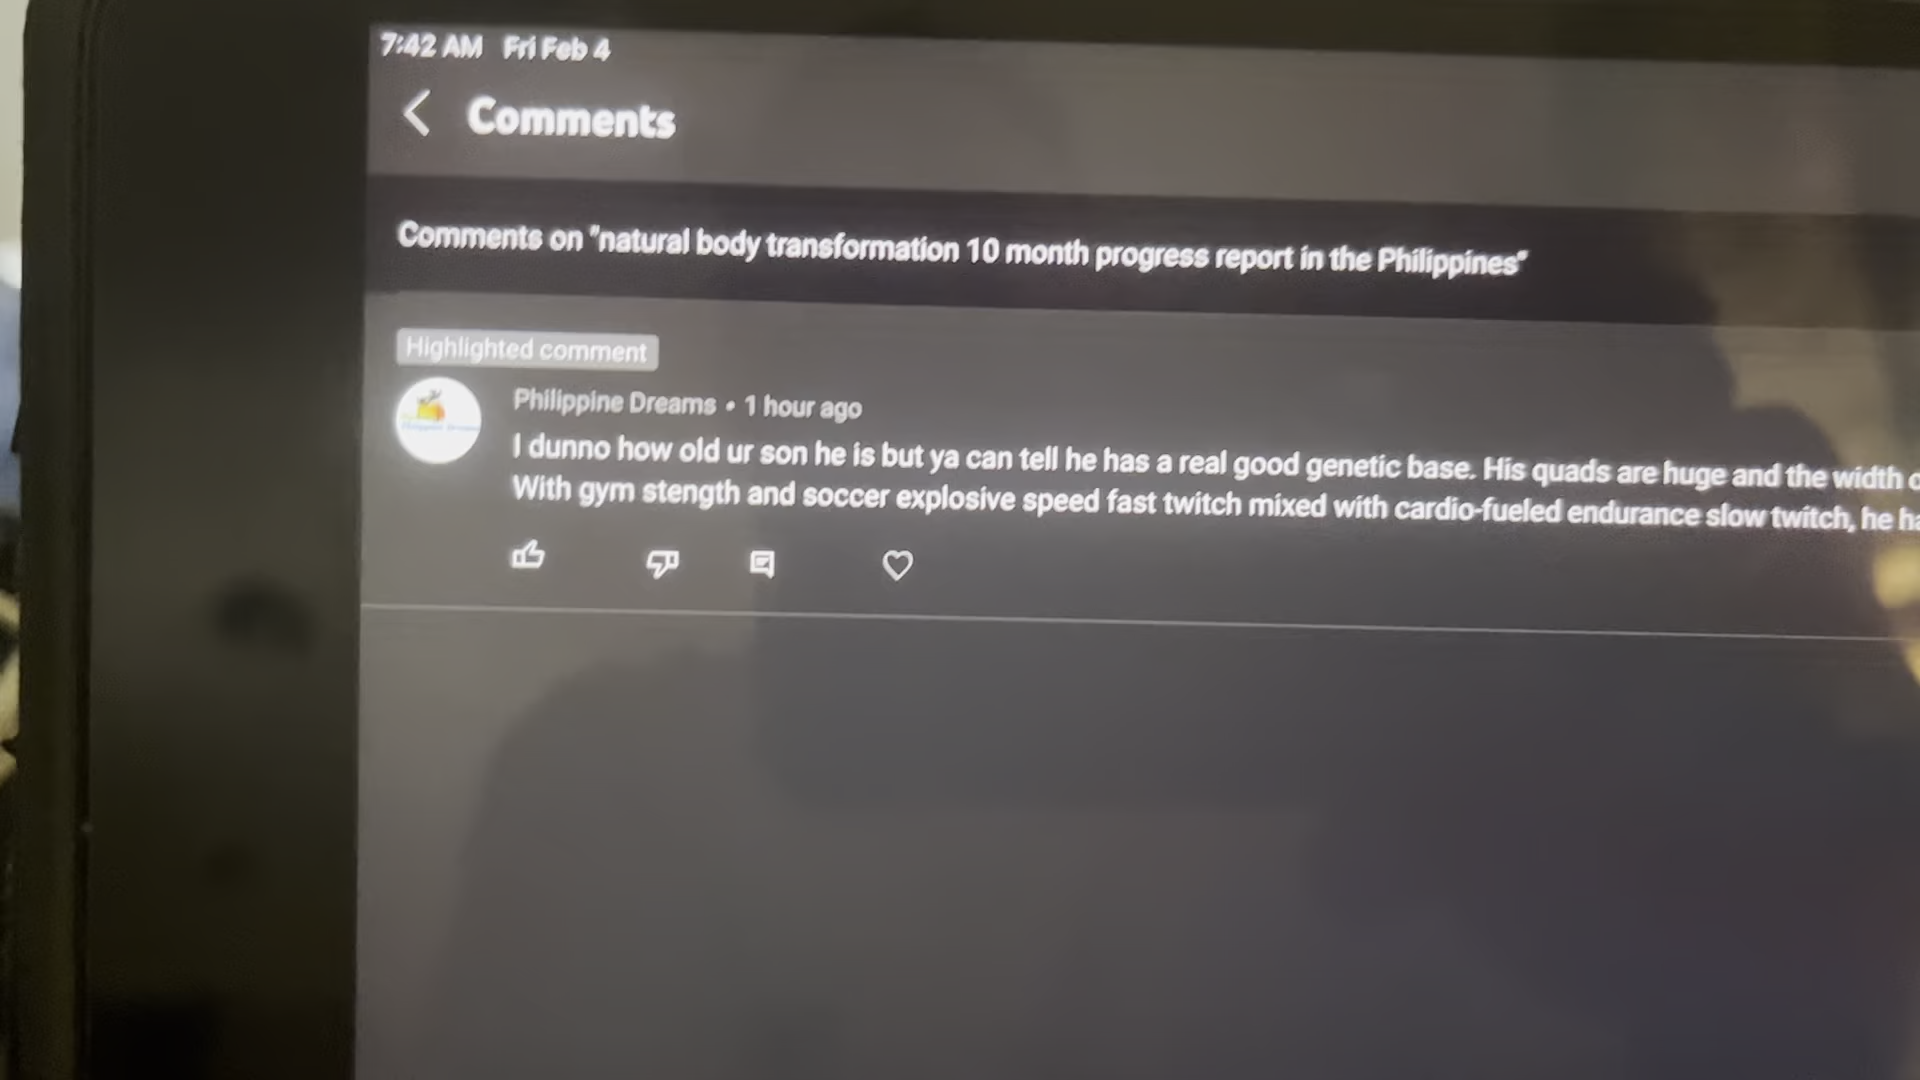 7:42 AM Fri Feb 4
Comments
Comments on "natural body transformation 10 month progress report in the Philippines"
Highlighted comment
Philippine Dreams • 1 hour ago
I dunno how old ur son he is but ya can tell he has a real good genetic base. His quads are huge and the width
With gym stength and soccer explosive speed fast twitch mixed with cardio-fueled endurance slow twitch, he